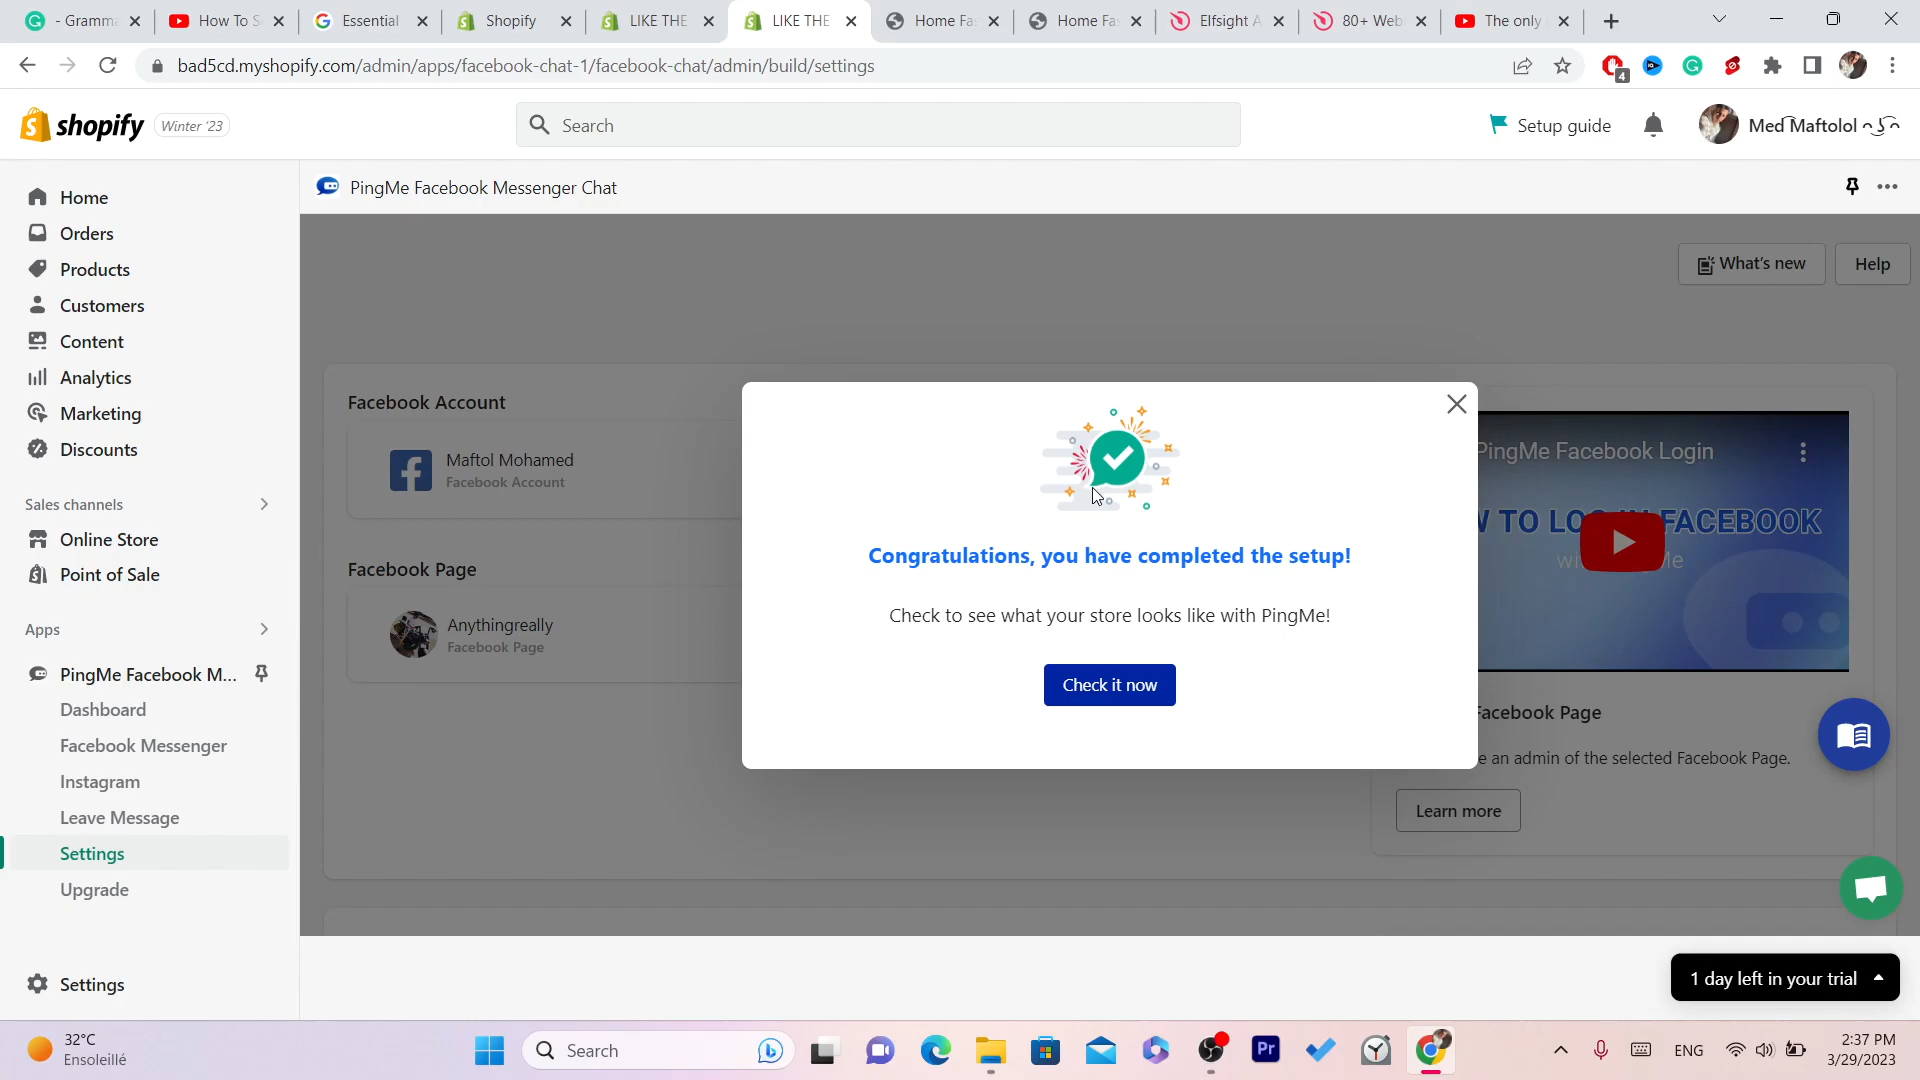 - Gramma
How To S
Essential
Shopify
LIKE THE
LIKE THE
Home Fa
Home Fa
Elfsight A
80+ Web
The only
bad5cd.myshopify.com/admin/apps/facebook-chat-1/facebook-chat/admin/build/settings
4
shopify
Winter '23
Search
Setup guide
Med Maftolol
Home
Orders
Products
Customers
Content
Analytics
Marketing
Discounts
Sales channels
Online Store
Point of Sale
Apps
PingMe Facebook M...
Dashboard
Facebook Messenger
Instagram
Leave Message
Settings
Upgrade
Settings
PingMe Facebook Messenger Chat
What's new
Help
Facebook Account
Maftol Mohamed
Facebook Account
Facebook Page
Anythingreally
Facebook Page
Congratulations, you have completed the setup!
Check to see what your store looks like with PingMe!
Check it now
PingMe Facebook Login
W TO LO FACEBOOK
Facebook Page
e an admin of the selected Facebook Page.
Learn more
1 day left in your trial
32°C
Ensoleillé
Search
Pr
ENG
2:37 PM
3/29/2023